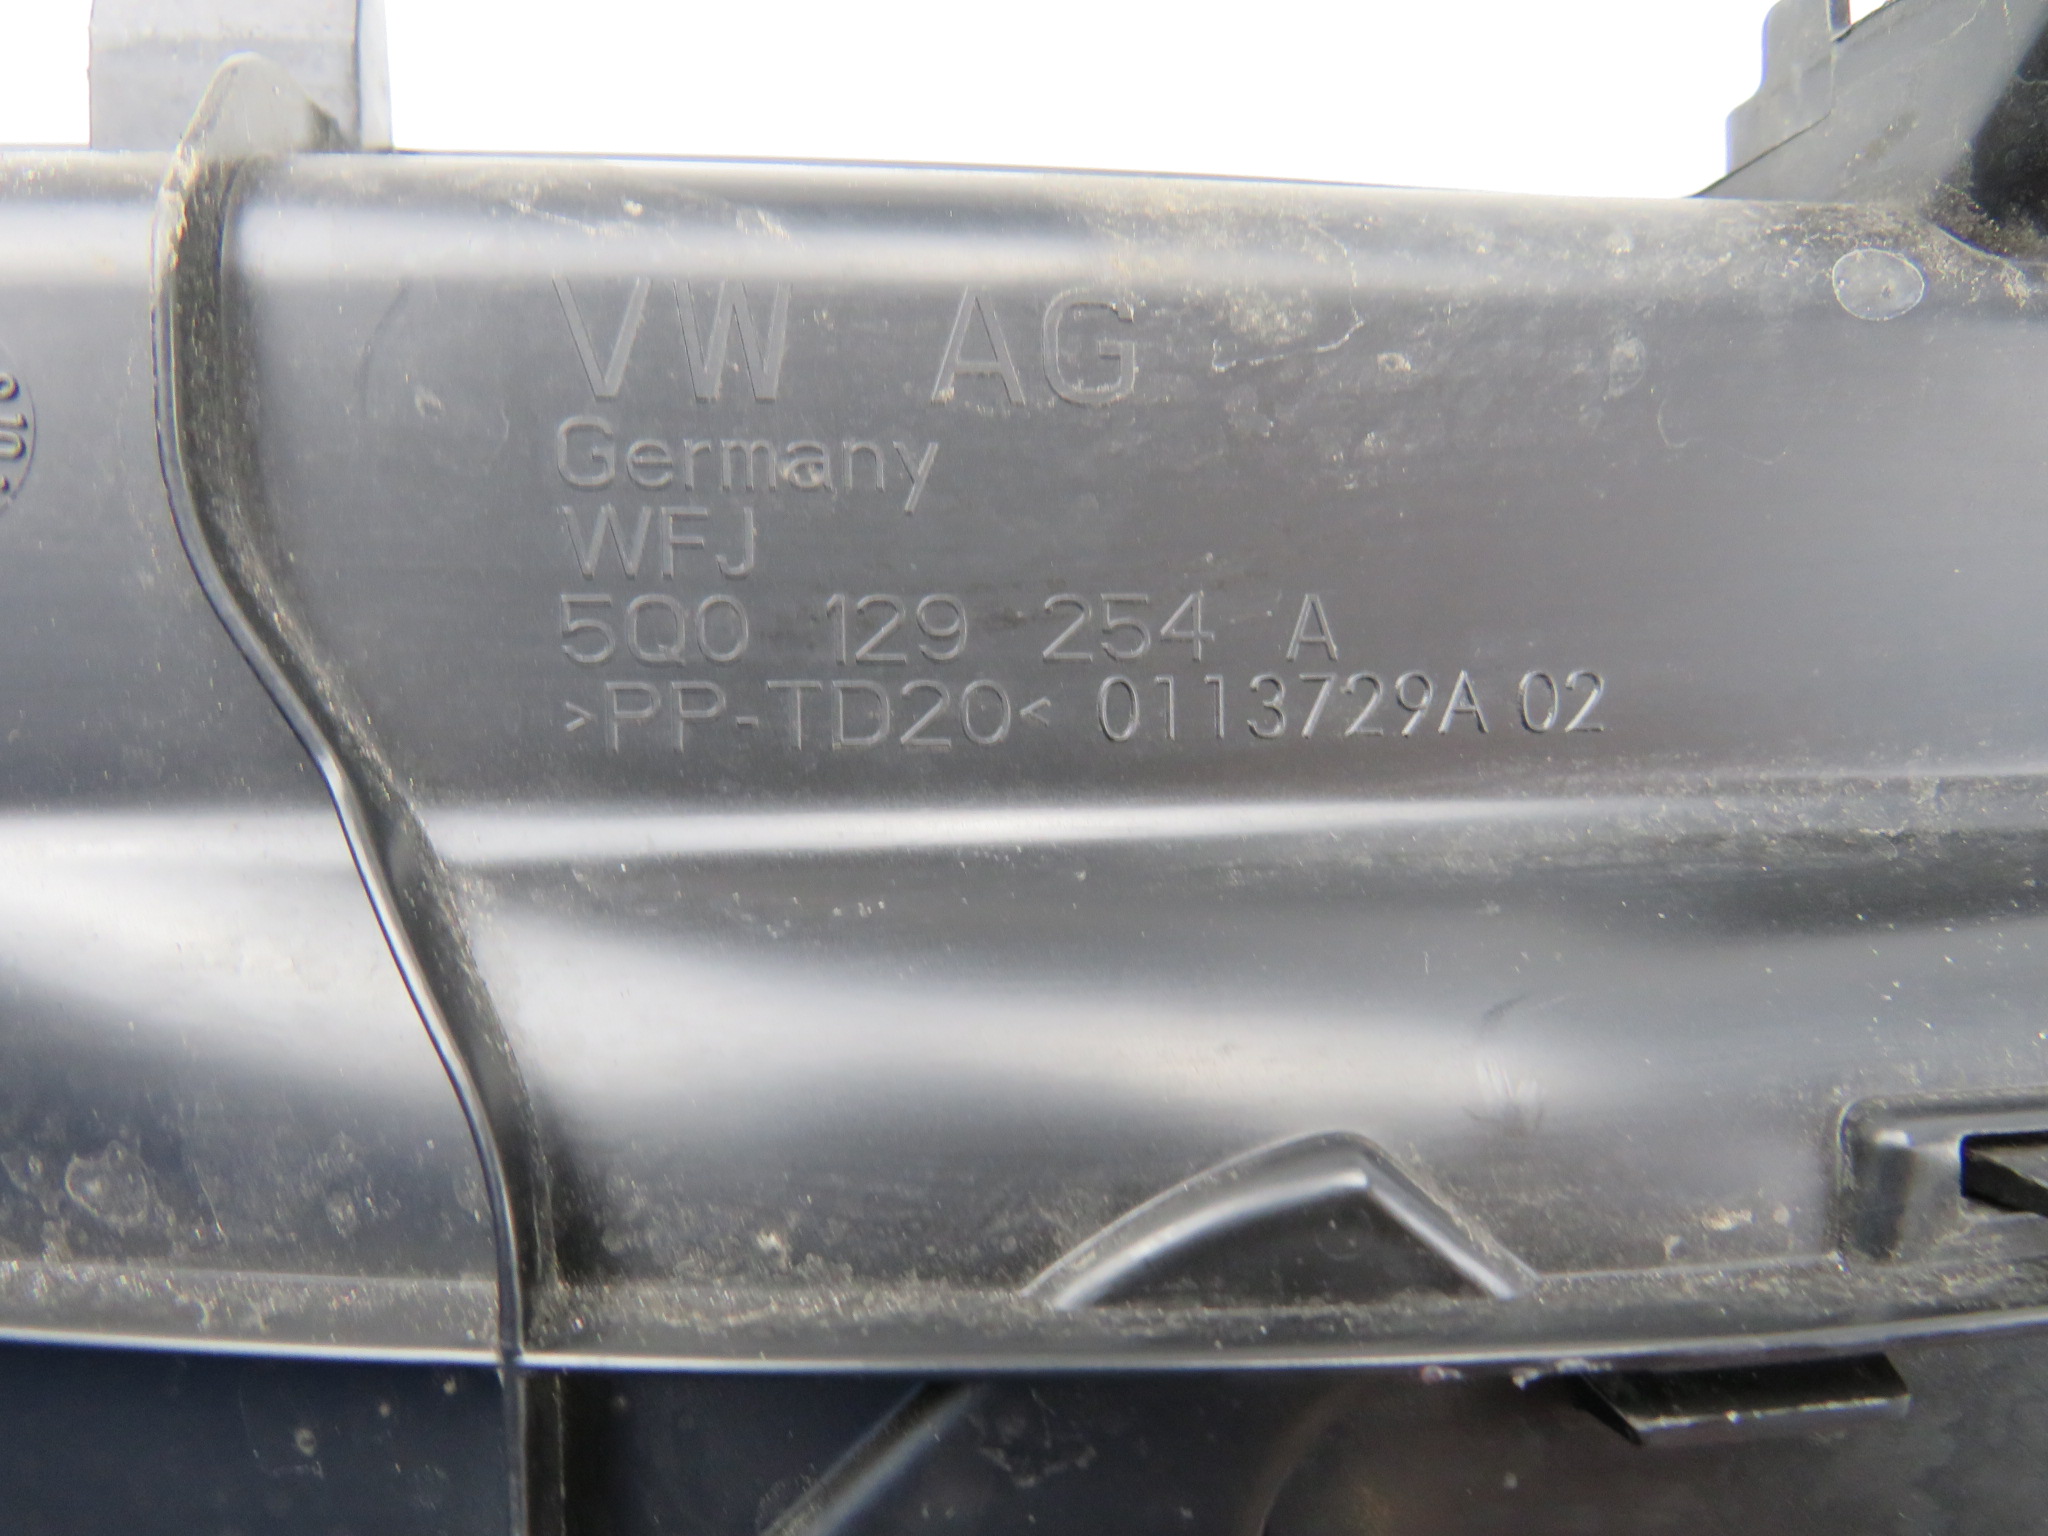 VW AG
Germany
WFJ
5Q0 129 254 A
>PP-TD20< 0113729A 02